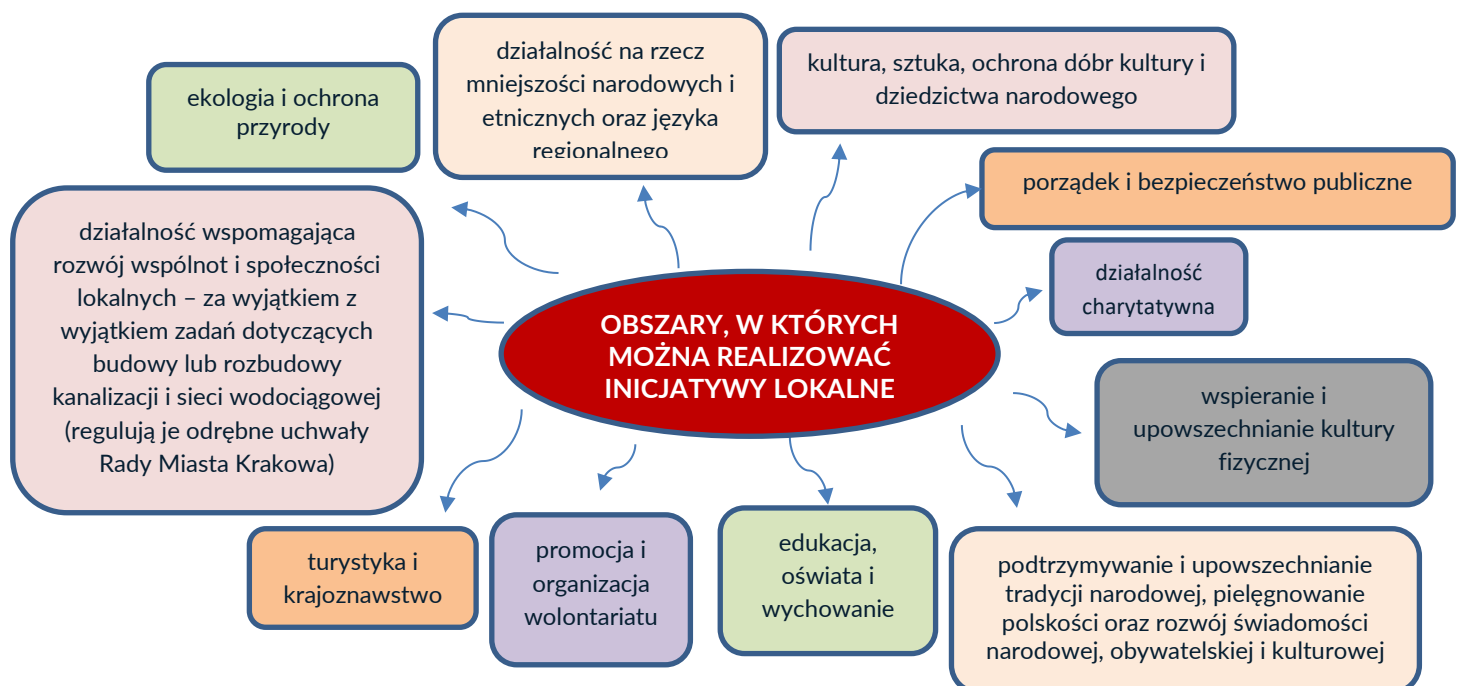 działalność na rzecz
mniejszości narodowych i
etnicznych oraz języka
regionalnego
kultura, sztuka, ochrona dóbr kultury i
dziedzictwa narodowego
ekologia i ochrona
przyrody
porządek i bezpieczeństwo publiczne
działalność wspomagająca
rozwój wspólnot i społeczności
lokalnych – za wyjątkiem z
wyjątkiem zadań dotyczących
budowy lub rozbudowy
kanalizacji i sieci wodociągowej
(regulują je odrębne uchwały
Rady Miasta Krakowa)
działalność
charytatywna
OBSZARY, W KTÓRYCH
MOŻNA REALIZOWAĆ
INICJATYWY LOKALNE
wspieranie i
upowszechnianie kultury
fizycznej
turystyka i
krajoznawstwo
promocja i
organizacja
wolontariatu
edukacja,
oświata i
wychowanie
podtrzymywanie i upowszechnianie
tradycji narodowej, pielęgnowanie
polskości oraz rozwój świadomości
narodowej, obywatelskiej i kulturowej